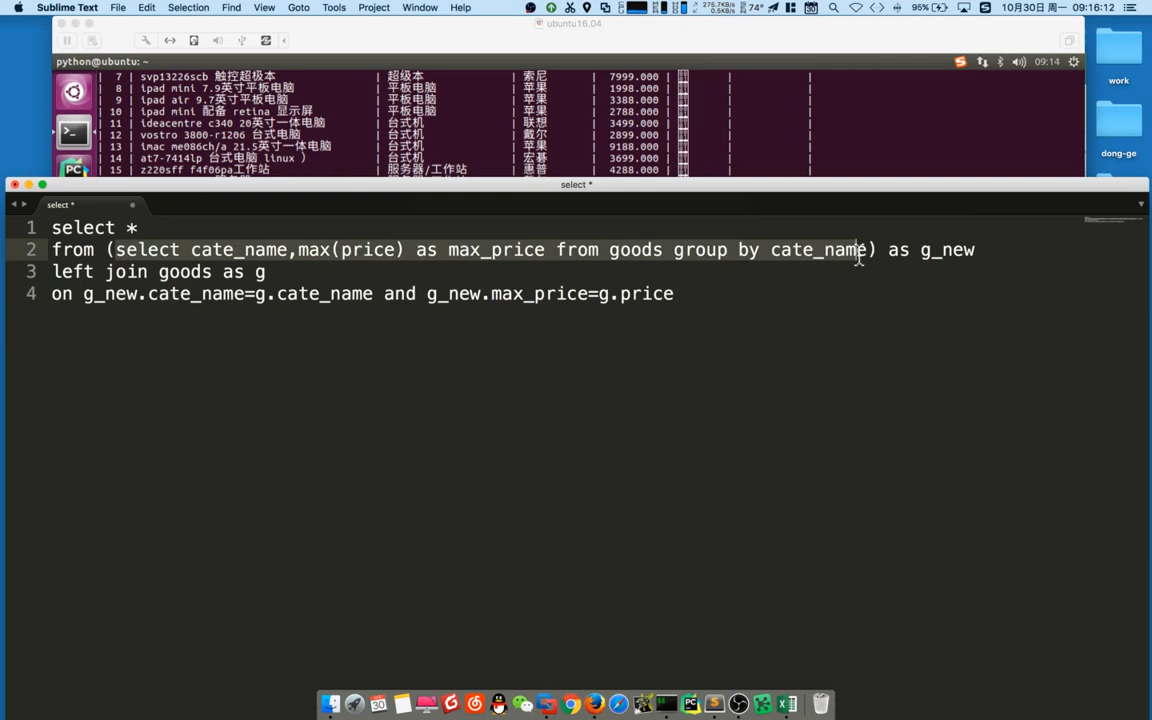 Sublime Text File Edit Selection Find View Goto Tools Project Window Help 275.7KB/s 0.5KB/s 74° 95% 10月30日 周一 09:16:12
ubuntu16.04
python@ubuntu: ~ 09:14
| 7 | svp13226scb 触控超极本 | 超级本 | 索尼 | 7999.000 | | |
| 8 | ipad mini 7.9英寸平板电脑 | 平板电脑 | 苹果 | 1998.000 | | |
| 9 | ipad air 9.7英寸平板电脑 | 平板电脑 | 苹果 | 3388.000 | | |
| 10 | ipad mini 配备 retina 显示屏 | 平板电脑 | 苹果 | 2788.000 | | |
| 11 | ideacentre c340 20英寸一体电脑 | 台式机 | 联想 | 3499.000 | | |
| 12 | vostro 3800-r1206 台式电脑 | 台式机 | 戴尔 | 2899.000 | | |
| 13 | imac me086ch/a 21.5英寸一体电脑 | 台式机 | 苹果 | 9188.000 | | |
| 14 | at7-7414lp 台式电脑 linux ） | 台式机 | 宏碁 | 3699.000 | | |
| 15 | z220sff f4f06pa工作站 | 服务器/工作站 | 惠普 | 4288.000 | | |
work
dong-ge
select *
select *
1 select *
2 from (select cate_name,max(price) as max_price from goods group by cate_name) as g_new
3 left join goods as g
4 on g_new.cate_name=g.cate_name and g_new.max_price=g.price